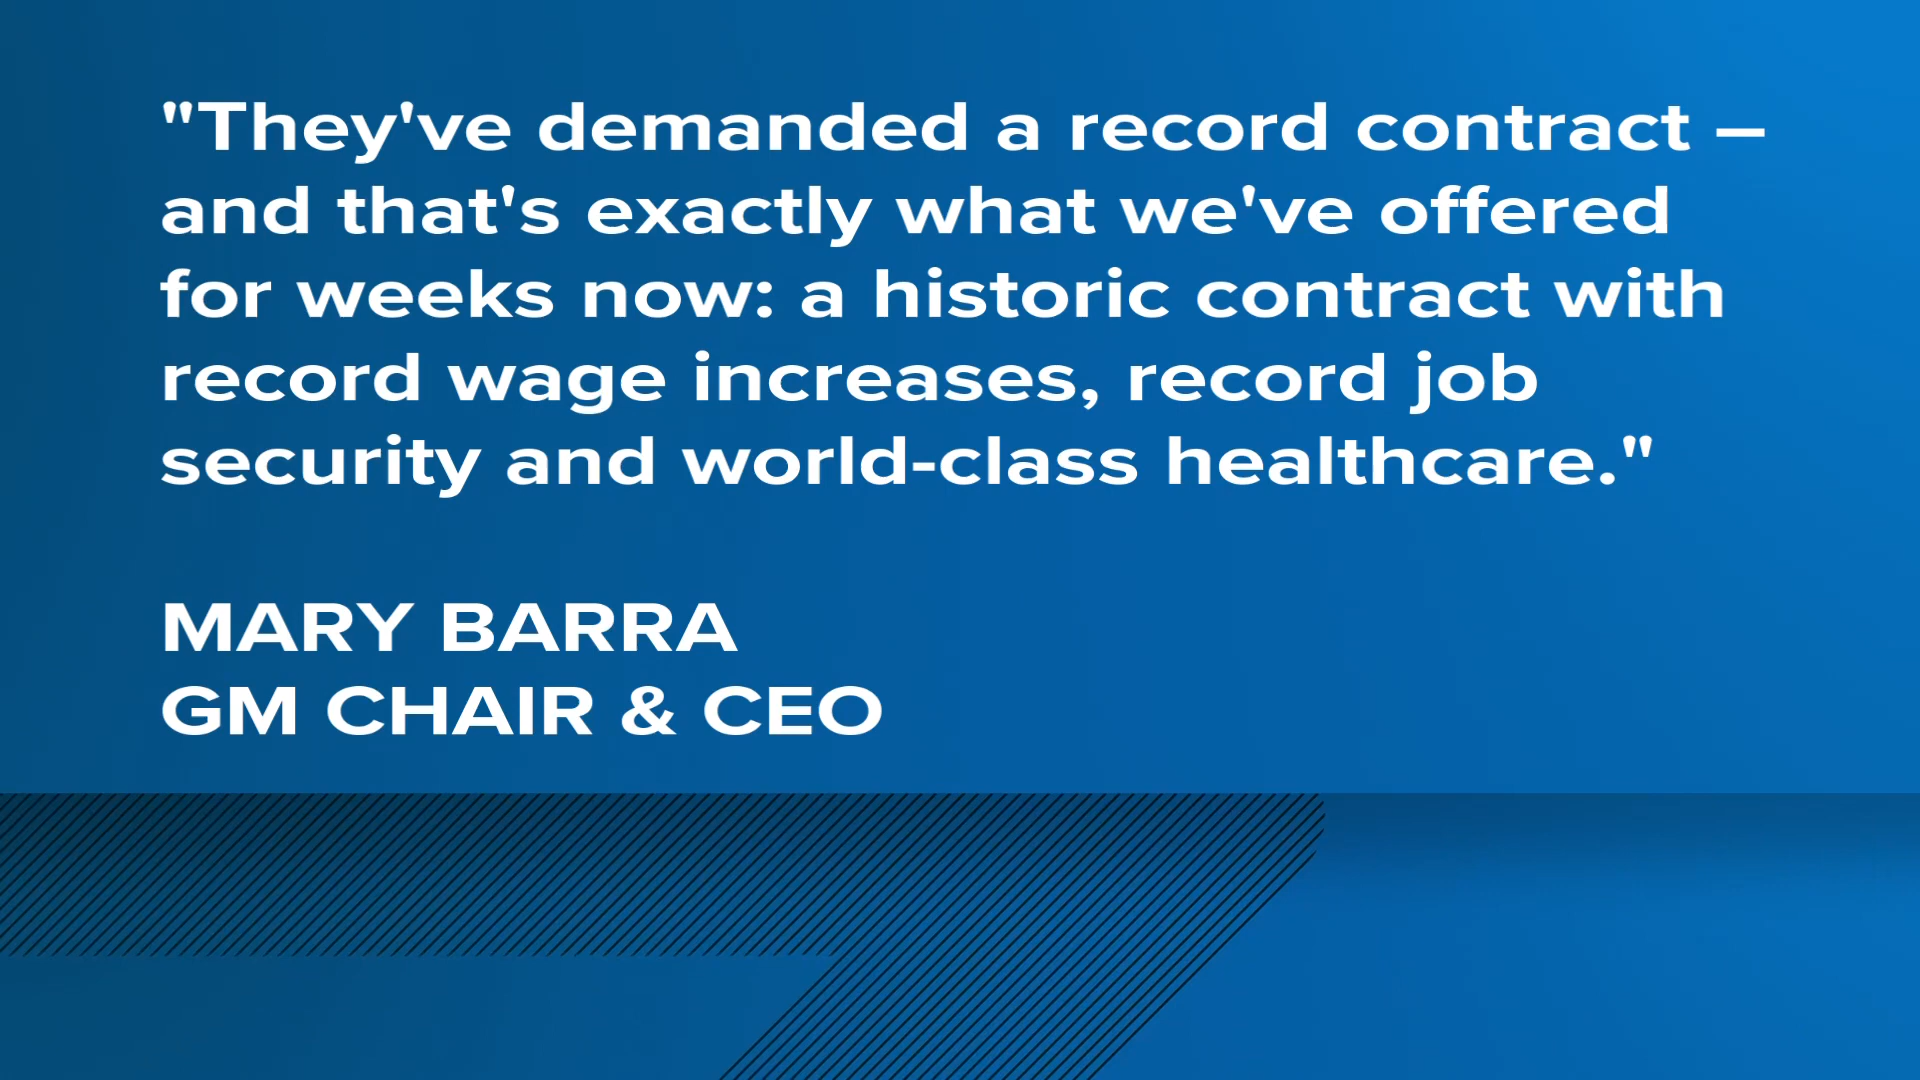 "They've demanded a record contract –
and that's exactly what we've offered
for weeks now: a historic contract with
record wage increases, record job
security and world-class healthcare."
MARY BARRA
GM CHAIR & CEO